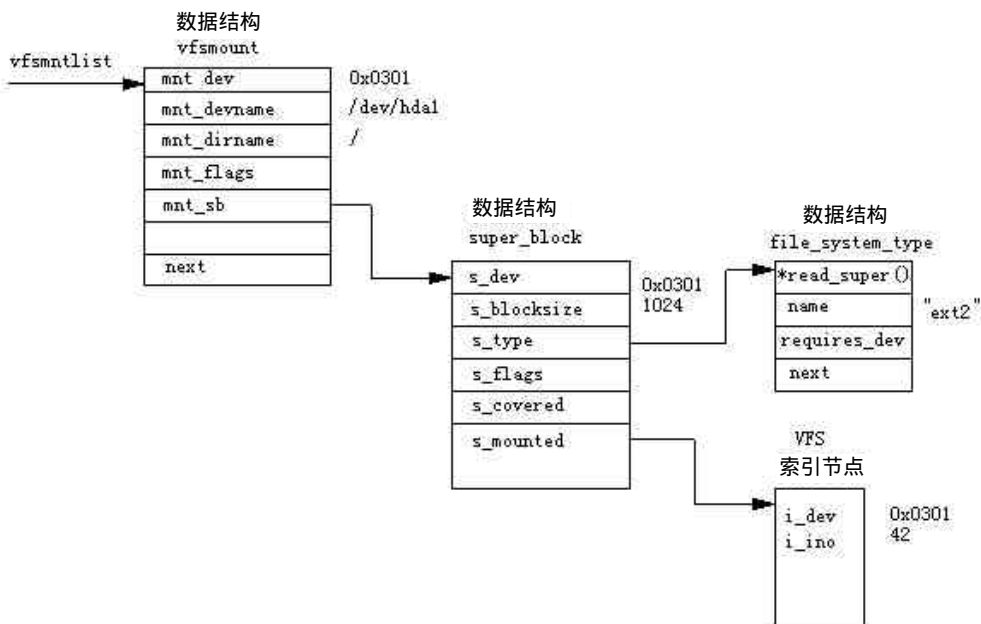 数据结构
vfsmount
vfsmntlist
mnt dev
0x0301
mnt_devname
/dev/hda1
mnt_dirname
/
mnt_flags
mnt_sb
next
数据结构
super_block
s_dev
0x0301
s_blocksize
1024
s_type
s_flags
s_covered
s_mounted
数据结构
file_system_type
*read_super()
name
"ext2"
requires_dev
next
VFS
索引节点
i_dev
0x0301
i_ino
42